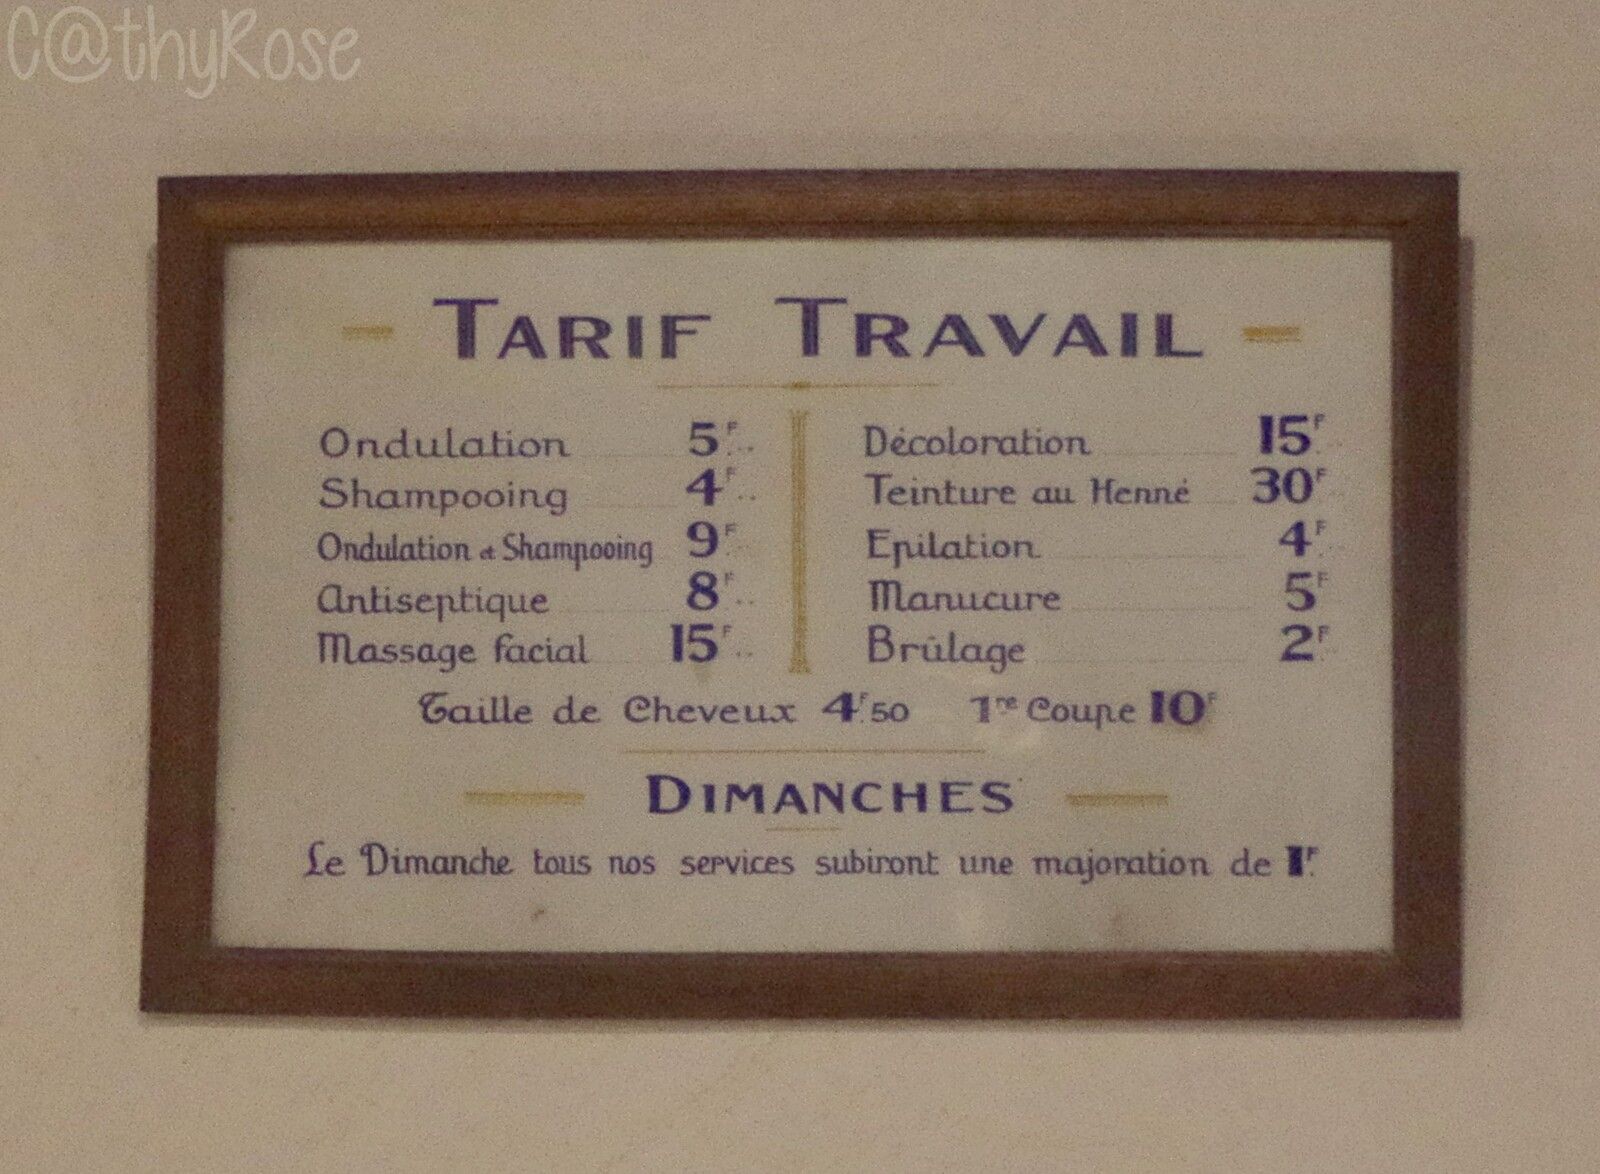 C@thyRose
TARIF TRAVAIL
Ondulation 5F
Shampooing 4F
Ondulation et Shampooing 9F
Antiseptique 8F
Massage facial 15F
Décoloration 15F
Teinture au Henné 30F
Epilation 4F
Manucure 5F
Brûlage 2F
Taille de Cheveux 4F50 1re Coupe 10F
DIMANCHES
Le Dimanche tous nos services subiront une majoration de 1F